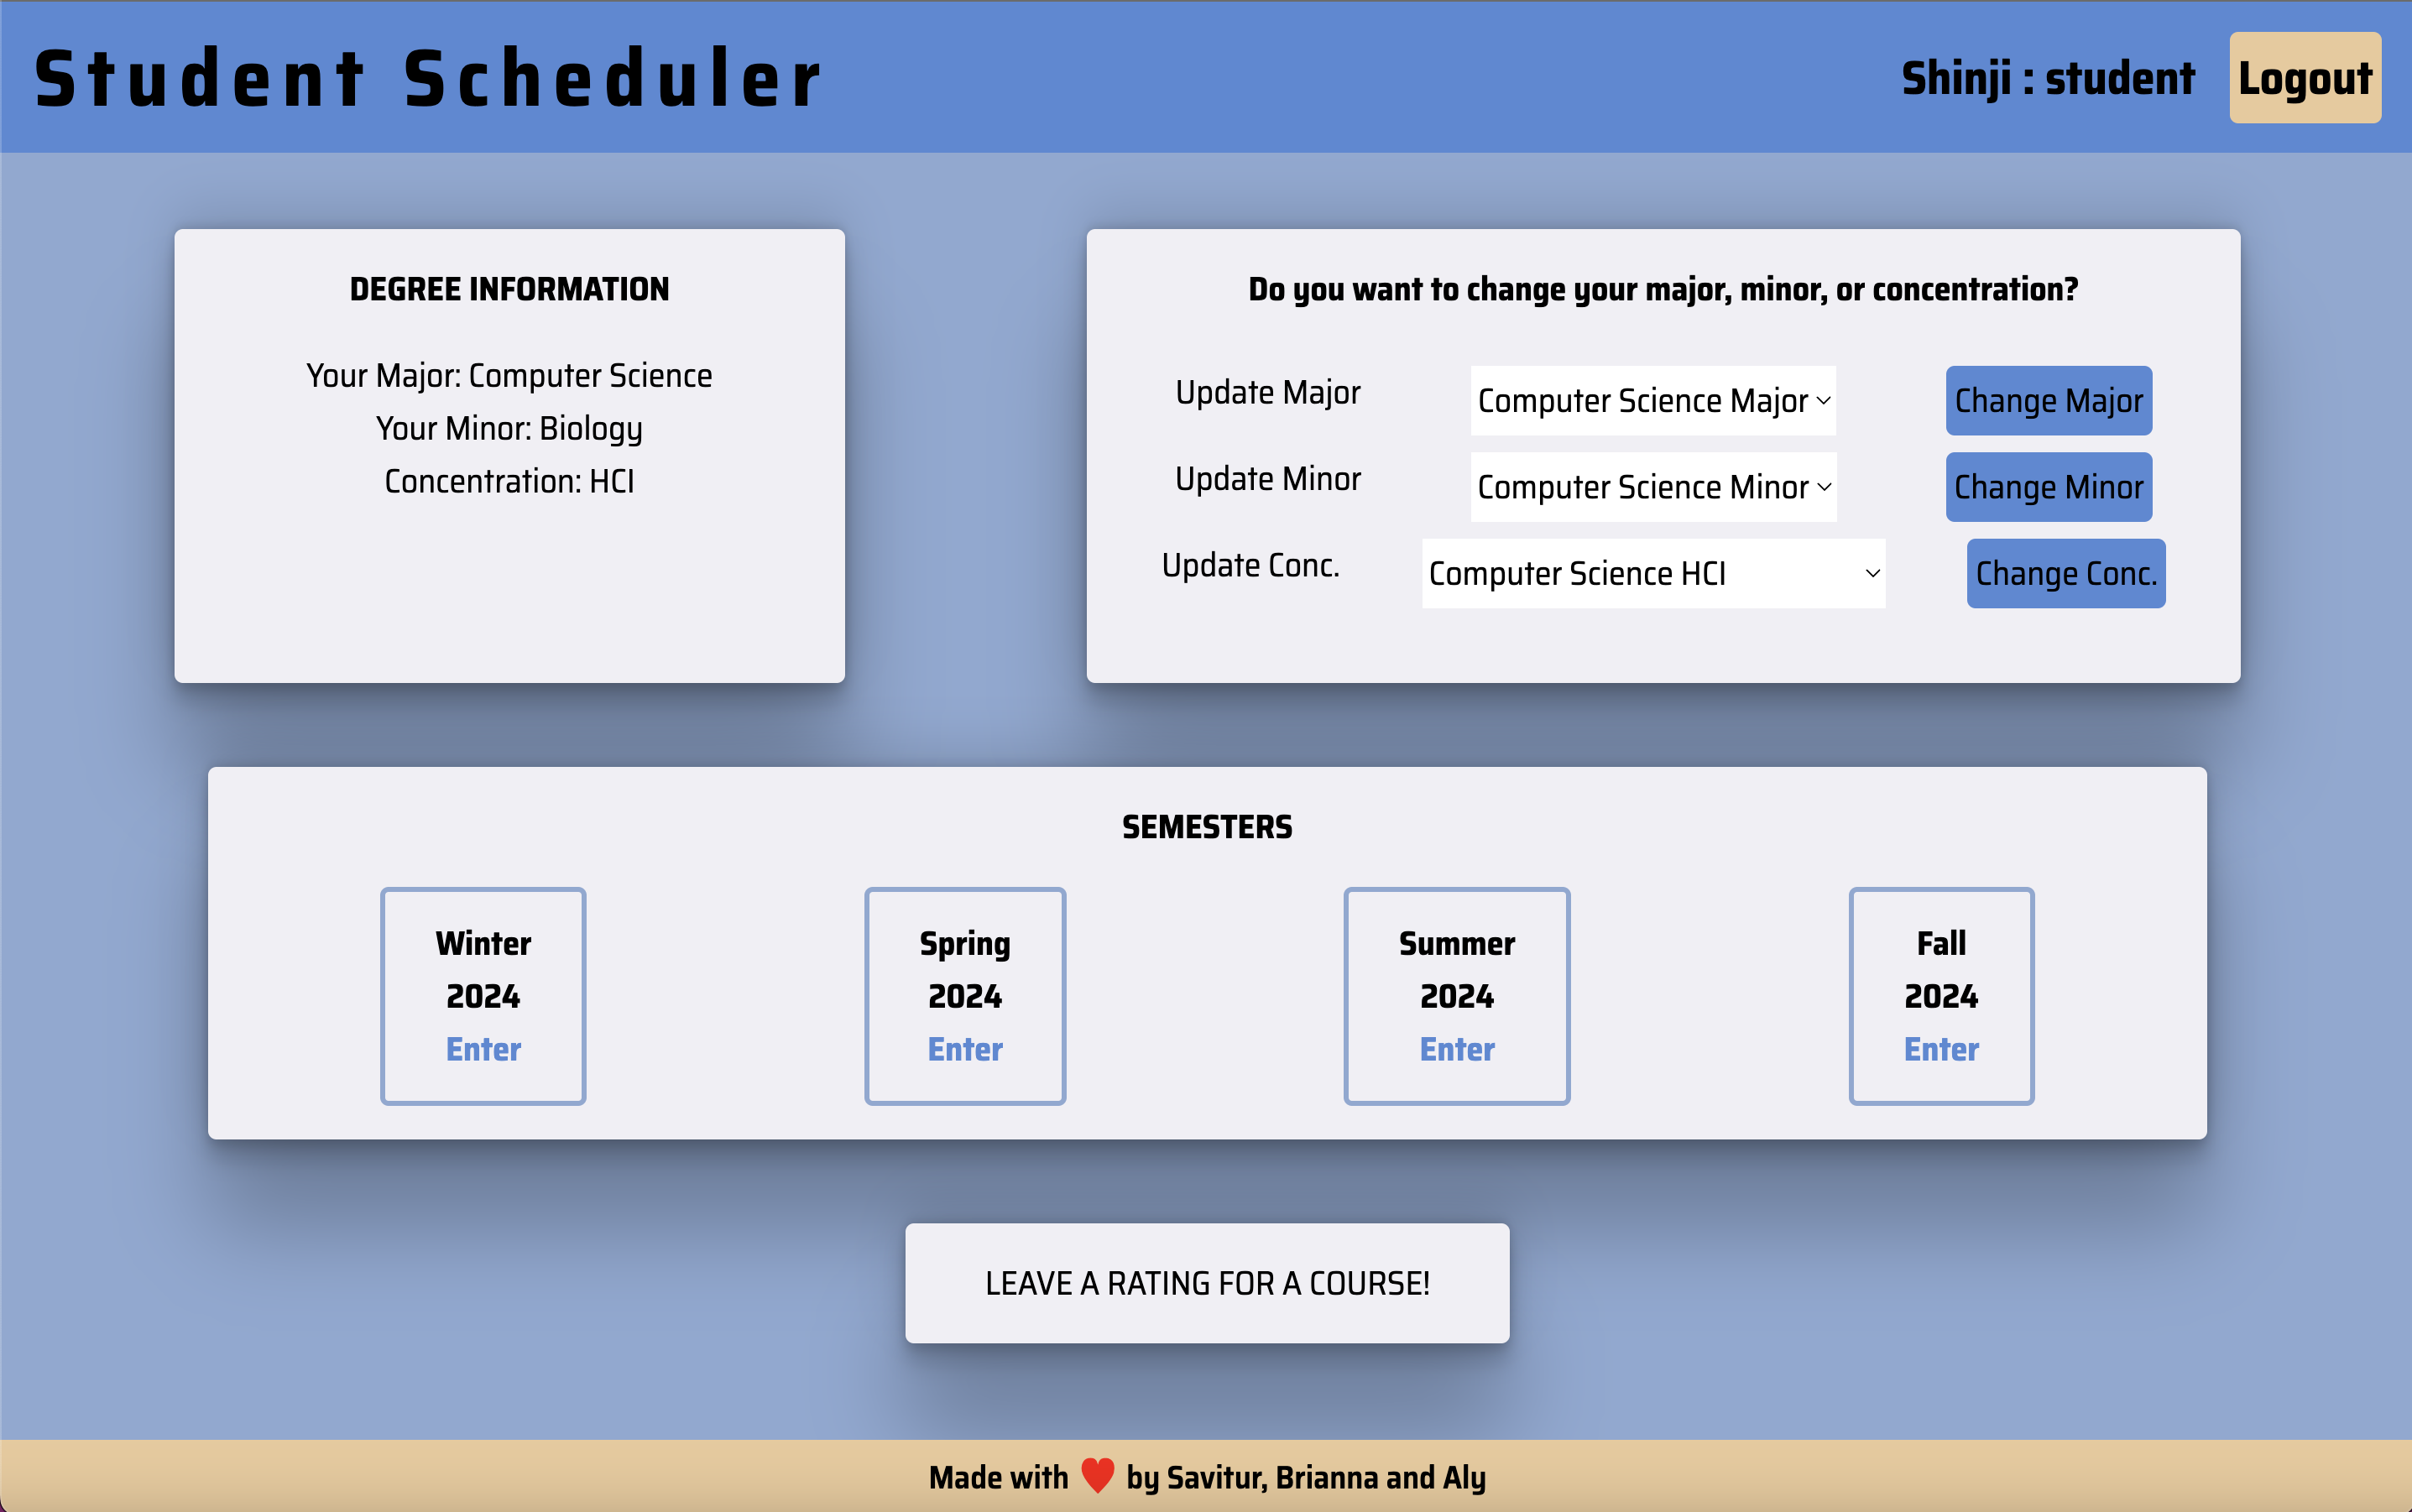 Student Scheduler
Shinji : student
Logout
DEGREE INFORMATION
Your Major: Computer Science
Your Minor: Biology
Concentration: HCI
Do you want to change your major, minor, or concentration?
Update Major
Computer Science Major
Change Major
Update Minor
Computer Science Minor
Change Minor
Update Conc.
Computer Science HCI
Change Conc.
SEMESTERS
Winter
2024
Enter
Spring
2024
Enter
Summer
2024
Enter
Fall
2024
Enter
LEAVE A RATING FOR A COURSE!
Made with ❤️ by Savitur, Brianna and Aly